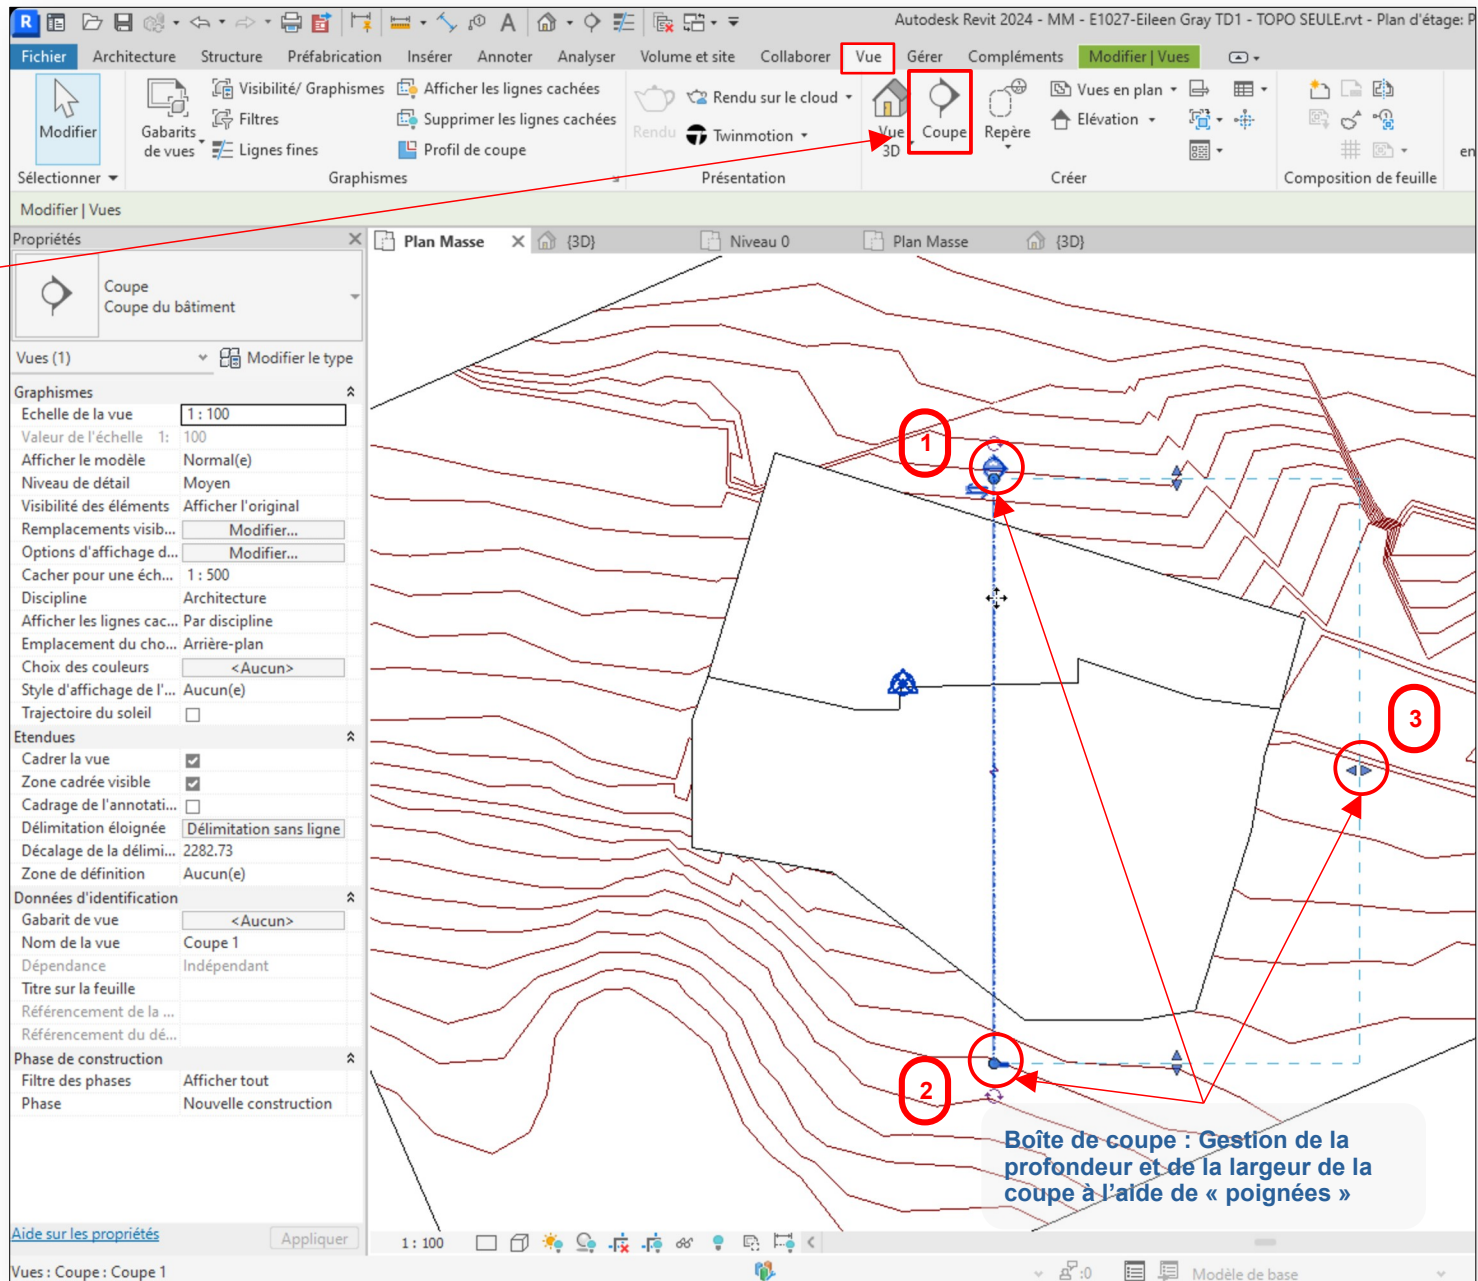 R
A
Autodesk Revit 2024 - MM - E1027-Eileen Gray TD1 - TOPO SEULE.rvt - Plan d'étage: P
Fichier Architecture Structure Préfabrication Insérer Annoter Analyser Volume et site Collaborer Vue Gérer Compléments Modifier | Vues
Modifier
Gabarits de vues
Visibilité/ Graphismes
Filtres
Lignes fines
Afficher les lignes cachées
Supprimer les lignes cachées
Profil de coupe
Rendu
Rendu sur le cloud
Twinmotion
Vue 3D
Coupe
Repère
Vues en plan
Elévation
en
Sélectionner Graphismes Présentation Créer Composition de feuille
Modifier | Vues
Propriétés
Plan Masse {3D} Niveau 0 Plan Masse {3D}
Coupe
Coupe du bâtiment
Vues (1) Modifier le type
Graphismes
Echelle de la vue 1 : 100
Valeur de l'échelle 1: 100
Afficher le modèle Normal(e)
Niveau de détail Moyen
Visibilité des éléments Afficher l'original
Remplacements visib... Modifier...
Options d'affichage d... Modifier...
Cacher pour une éch... 1 : 500
Discipline Architecture
Afficher les lignes cac... Par discipline
Emplacement du cho... Arrière-plan
Choix des couleurs <Aucun>
Style d'affichage de l'... Aucun(e)
Trajectoire du soleil
Etendues
Cadrer la vue
Zone cadrée visible
Cadrage de l'annotati...
Délimitation éloignée Délimitation sans ligne
Décalage de la délimi... 2282.73
Zone de définition Aucun(e)
Données d'identification
Gabarit de vue <Aucun>
Nom de la vue Coupe 1
Dépendance Indépendant
Titre sur la feuille
Référencement de la ...
Référencement du dé...
Phase de construction
Filtre des phases Afficher tout
Phase Nouvelle construction
1
3
2
Boîte de coupe : Gestion de la
profondeur et de la largeur de la
coupe à l'aide de « poignées »
Aide sur les propriétés Appliquer
1 : 100
Vues : Coupe : Coupe 1
:0
Modèle de base